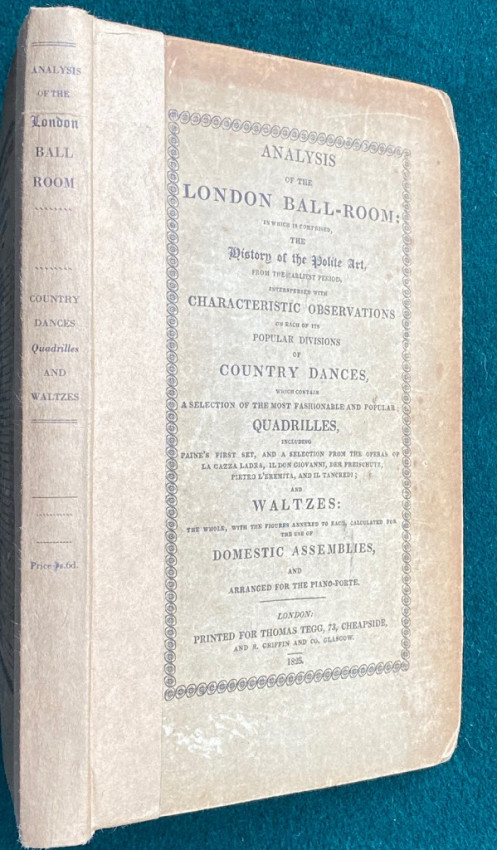 ANALYSIS
OF THE
London
BALL
ROOM
COUNTRY
DANCES
Quadrilles
AND
WALTZES
Price 6d.
ANALYSIS
OF THE
LONDON BALL-ROOM:
IN WHICH IS COMPRISED,
THE
History of the Polite Art,
FROM THE EARLIEST PERIOD,
INTERSPERSED WITH
CHARACTERISTIC OBSERVATIONS
ON EACH OF ITS
POPULAR DIVISIONS
OF
COUNTRY DANCES,
WHICH CONTAIN
A SELECTION OF THE MOST FASHIONABLE AND POPULAR
QUADRILLES,
INCLUDING
PAINE'S FIRST SET, AND A SELECTION FROM THE OPERAS OF
LA GAZZA LADRA, IL DON GIOVANNI, DER FREISCHUTZ,
PIETRO L'EREMITA, AND IL TANCREDI;
AND
WALTZES:
THE WHOLE, WITH THE FIGURES ANNEXED TO EACH, CALCULATED FOR
THE USE OF
DOMESTIC ASSEMBLIES,
AND
ARRANGED FOR THE PIANO-FORTE.
LONDON:
PRINTED FOR THOMAS TEGG, 73, CHEAPSIDE,
AND R. GRIFFIN AND CO. GLASGOW.
1825.